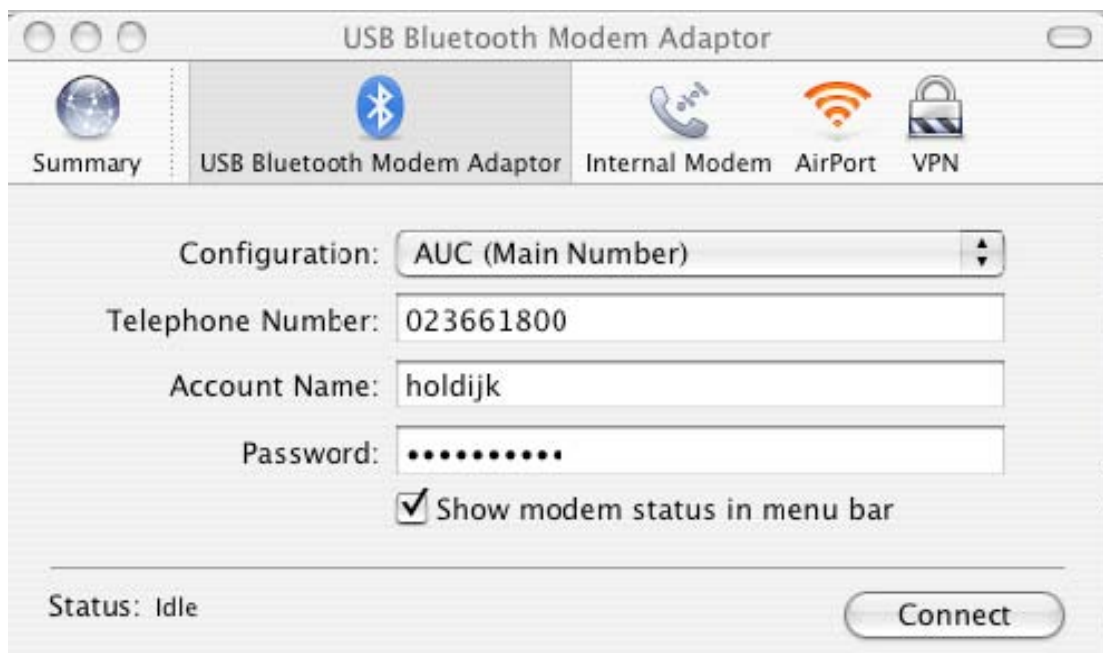 USB Bluetooth Modem Adaptor
Summary
USB Bluetooth Modem Adaptor
Internal Modem
AirPort
VPN
Configuration: AUC (Main Number)
Telephone Number: 023661800
Account Name: holdijk
Password: ••••••••••
Show modem status in menu bar
Status: Idle
Connect